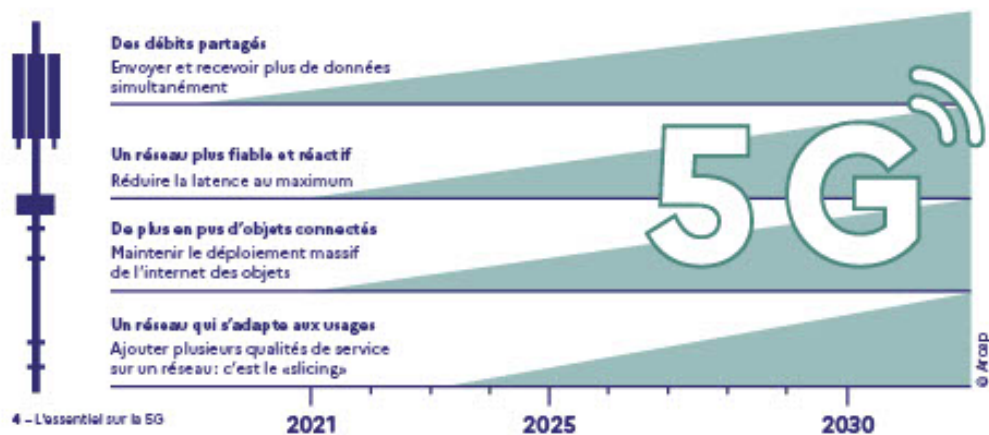 Des débits partagés
Envoyer et recevoir plus de données
simultanément
Un réseau plus fiable et réactif
Réduire la latence au maximum
De plus en pus d'objets connectés
Maintenir le déploiement massif
de l'internet des objets
Un réseau qui s'adapte aux usages
Ajouter plusieurs qualités de service
sur un réseau : c'est le «slicing»
5G
© Arcep
4 – L'essentiel sur la 5G
2021
2025
2030